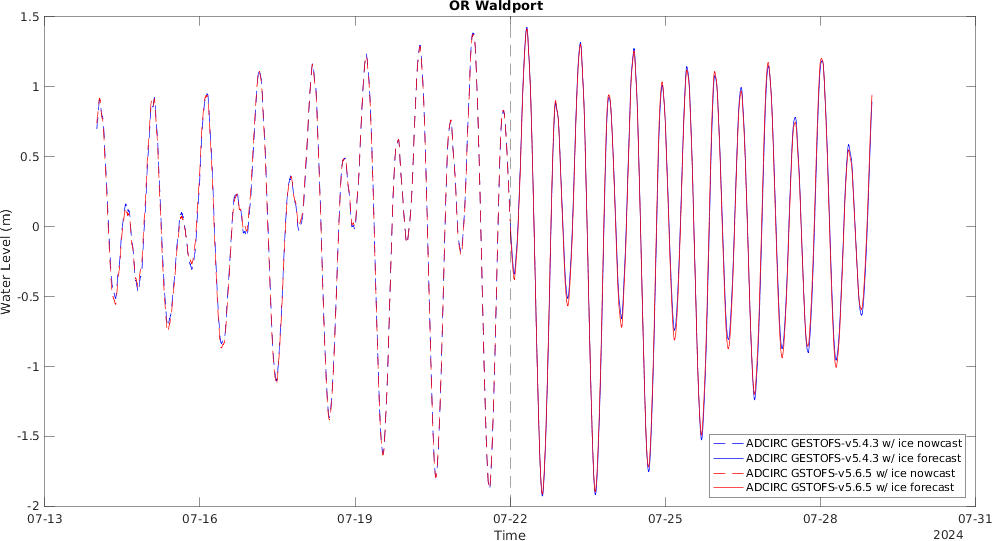 OR Waldport
1.5
1
0.5
0
-0.5
-1
-1.5
-2
Water Level (m)
ADCIRC GESTOFS-v5.4.3 w/ ice nowcast
ADCIRC GESTOFS-v5.4.3 w/ ice forecast
ADCIRC GSTOFS-v5.6.5 w/ ice nowcast
ADCIRC GSTOFS-v5.6.5 w/ ice forecast
07-13 07-16 07-19 07-22 07-25 07-28 07-31
Time
2024